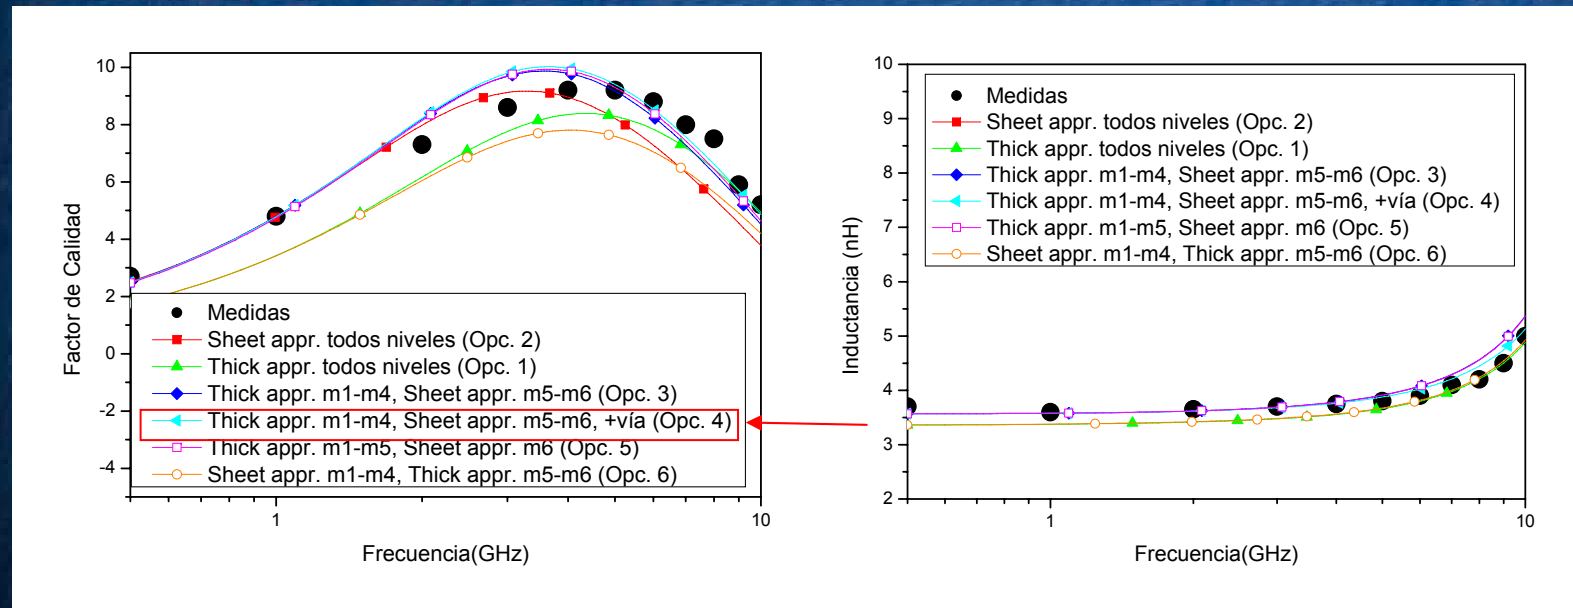 10
8
6
4
2
0
-2
-4
Factor de Calidad
Medidas
Sheet appr. todos niveles (Opc. 2)
Thick appr. todos niveles (Opc. 1)
Thick appr. m1-m4, Sheet appr. m5-m6 (Opc. 3)
Thick appr. m1-m4, Sheet appr. m5-m6, +vía (Opc. 4)
Thick appr. m1-m5, Sheet appr. m6 (Opc. 5)
Sheet appr. m1-m4, Thick appr. m5-m6 (Opc. 6)
1 10
Frecuencia(GHz)
10
9
8
7
6
5
4
3
2
Inductancia (nH)
Medidas
Sheet appr. todos niveles (Opc. 2)
Thick appr. todos niveles (Opc. 1)
Thick appr. m1-m4, Sheet appr. m5-m6 (Opc. 3)
Thick appr. m1-m4, Sheet appr. m5-m6, +vía (Opc. 4)
Thick appr. m1-m5, Sheet appr. m6 (Opc. 5)
Sheet appr. m1-m4, Thick appr. m5-m6 (Opc. 6)
1 10
Frecuencia(GHz)